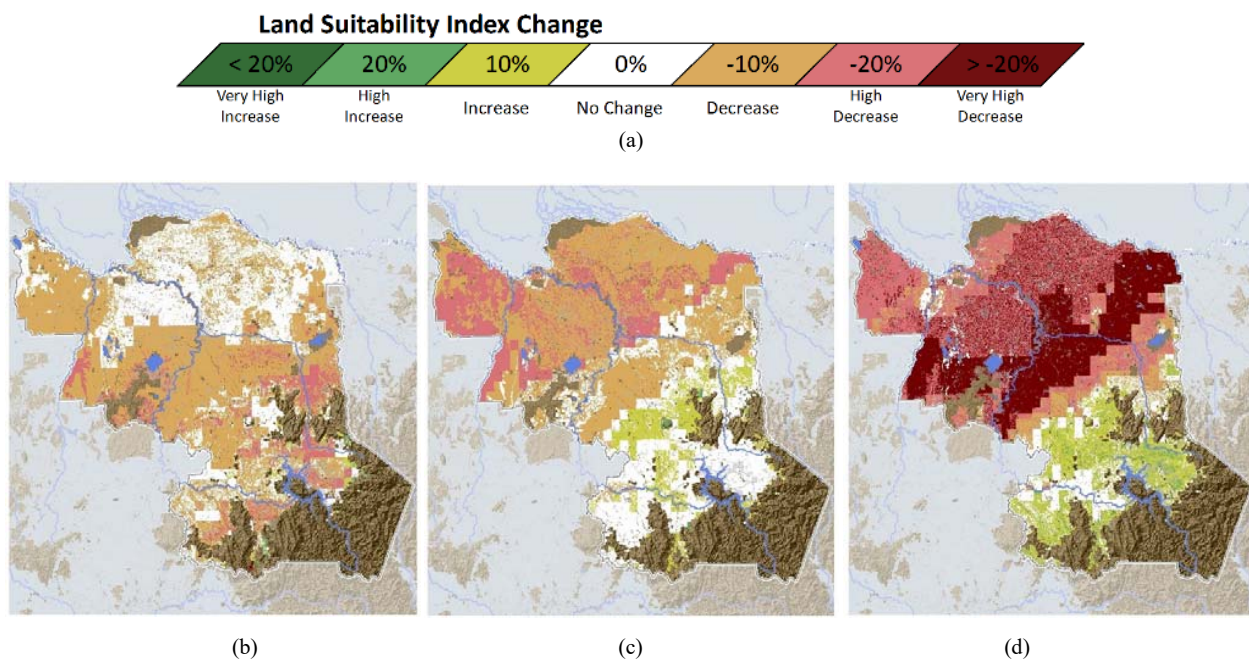 Land Suitability Index Change
< 20% 20% 10% 0% -10% -20% > -20%
Very High Increase High Increase Increase No Change Decrease High Decrease Very High Decrease
(a)
(b) (c) (d)